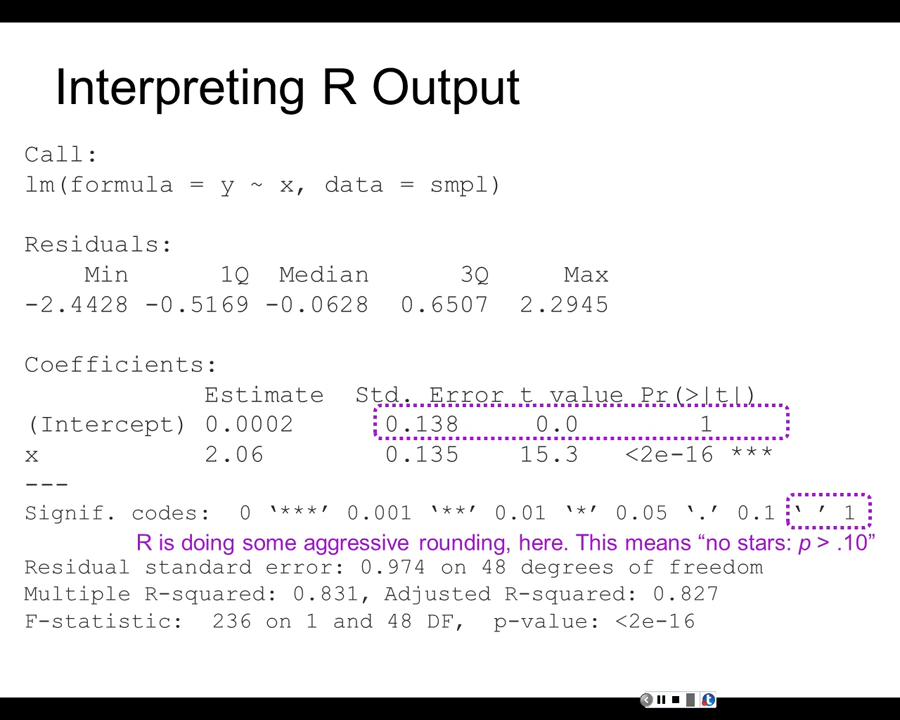 Interpreting R Output
Call:
lm(formula = y ~ x, data = smpl)
Residuals:
Min 1Q Median 3Q Max
-2.4428 -0.5169 -0.0628 0.6507 2.2945
Coefficients:
Estimate Std. Error t value Pr(>|t|)
(Intercept) 0.0002 0.138 0.0 1
x 2.06 0.135 15.3 <2e-16 ***
---
Signif. codes: 0 ‘***’ 0.001 ‘**’ 0.01 ‘*’ 0.05 ‘.’ 0.1 ‘ ’ 1
R is doing some aggressive rounding, here. This means “no stars: p > .10”
Residual standard error: 0.974 on 48 degrees of freedom
Multiple R-squared: 0.831, Adjusted R-squared: 0.827
F-statistic: 236 on 1 and 48 DF, p-value: <2e-16